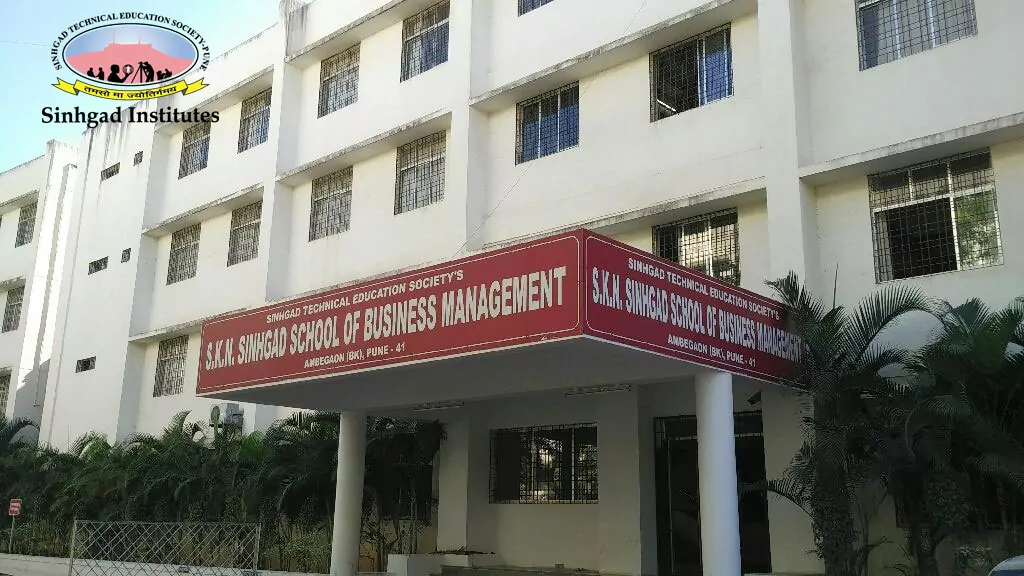 SINHGAD TECHNICAL EDUCATION SOCIETY-PUNE
तमसो मा ज्योतिर्गमय
Sinhgad Institutes
SINHGAD TECHNICAL EDUCATION SOCIETY'S
S.K.N. SINHGAD SCHOOL OF BUSINESS MANAGEMENT
AMBEGAON (BK), PUNE - 41
SINHGAD TECHNICAL EDUCATION SOCIETY'S
S.K.N. SINHGAD SCHOOL OF BUSINESS MANAGEMENT
AMBEGAON (BK), PUNE - 41